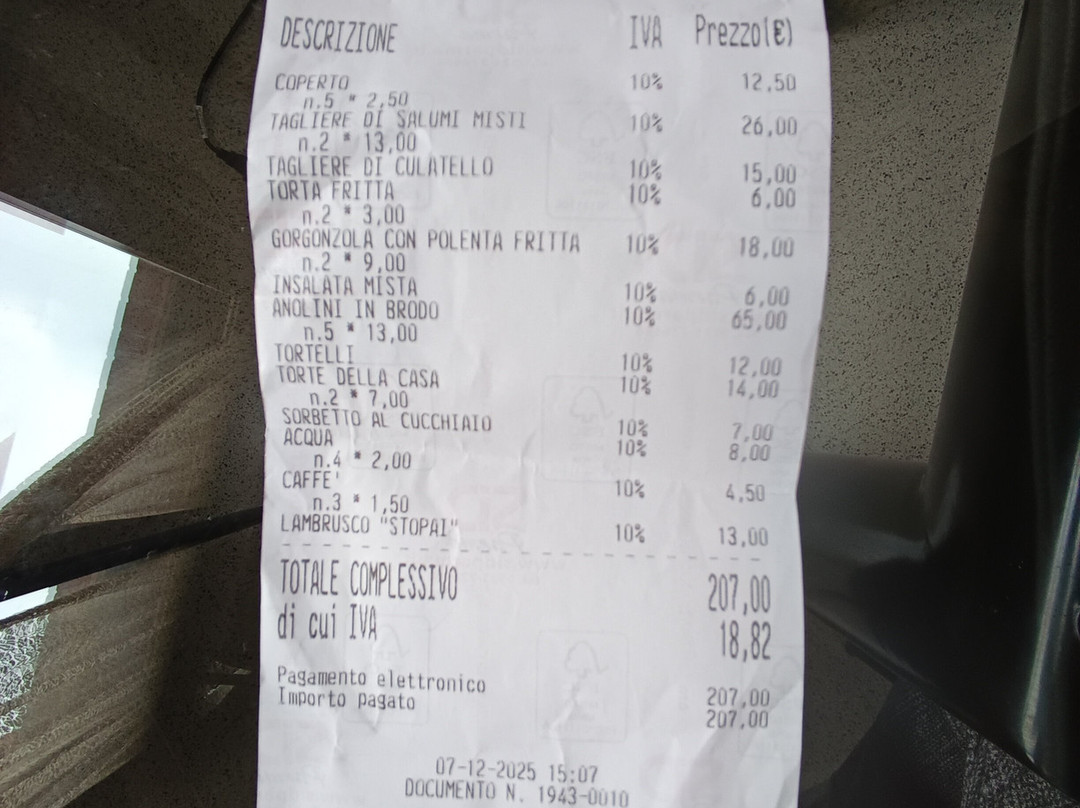 DESCRIZIONE IVA Prezzo(€)
COPERTO 10% 12,50
n.5 * 2,50
TAGLIERE DI SALUMI MISTI 10% 26,00
n.2 * 13,00
TAGLIERE DI CULATELLO 10% 15,00
TORTA FRITTA 10% 6,00
n.2 * 3,00
GORGONZOLA CON POLENTA FRITTA 10% 18,00
n.2 * 9,00
INSALATA MISTA 10% 6,00
ANOLINI IN BRODO 10% 65,00
n.5 * 13,00
TORTELLI 10% 12,00
TORTE DELLA CASA 10% 14,00
n.2 * 7,00
SORBETTO AL CUCCHIAIO 10% 7,00
ACQUA 10% 8,00
n.4 * 2,00
CAFFE' 10% 4,50
n.3 * 1,50
LAMBRUSCO "STOPAI" 10% 13,00
TOTALE COMPLESSIVO 207,00
di cui IVA 18,82
Pagamento elettronico 207,00
Importo pagato 207,00
07-12-2025 15:07
DOCUMENTO N. 1943-0010